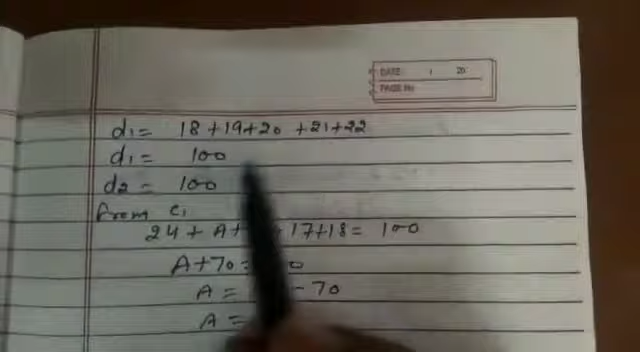 DATE: / 20
PAGE No
d1 = 18 + 19 + 20 + 21 + 22
d1 = 100
d2 = 100
from c1
24 + A + 17 + 18 = 100
A + 70 = 0
A = - 70
A =